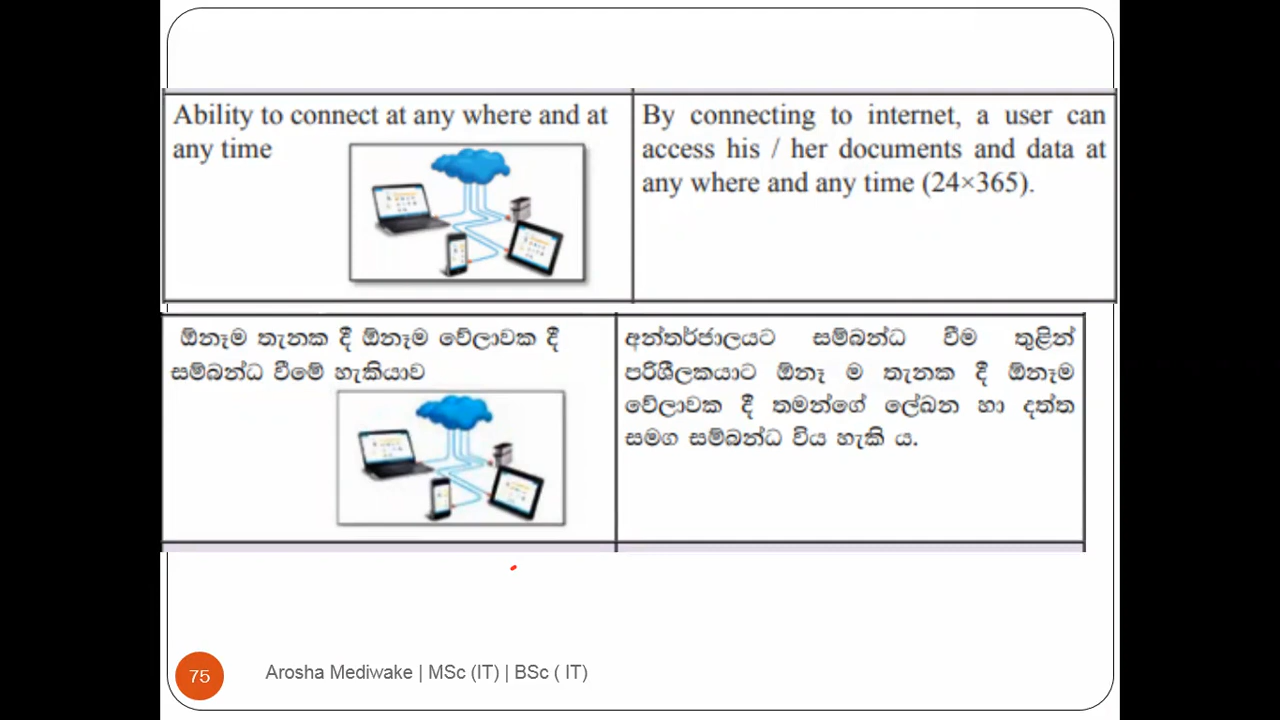 Ability to connect at any where and at
any time
By connecting to internet, a user can
access his / her documents and data at
any where and any time (24×365).
ඕනෑම තැනක දී ඕනෑම වේලාවක දී
සම්බන්ධ වීමේ හැකියාව
අන්තර්ජාලයට සම්බන්ධ වීම තුළින්
පරිශීලකයාට ඕනෑ ම තැනක දී ඕනෑම
වේලාවක දී තමන්ගේ ලේඛන හා දත්ත
සමග සම්බන්ධ විය හැකි ය.
75
Arosha Mediwake | MSc (IT) | BSc ( IT)